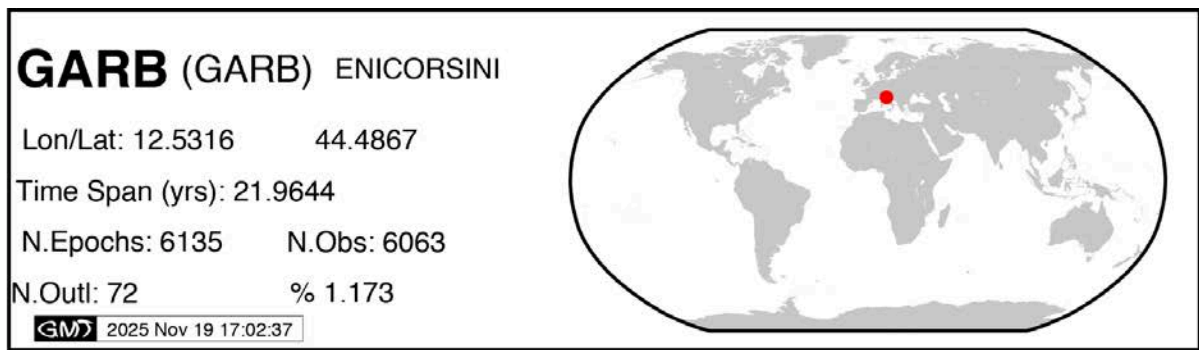 GARB (GARB) ENICORSINI
Lon/Lat: 12.5316 44.4867
Time Span (yrs): 21.9644
N.Epochs: 6135 N.Obs: 6063
N.Outl: 72 % 1.173
GMT 2025 Nov 19 17:02:37